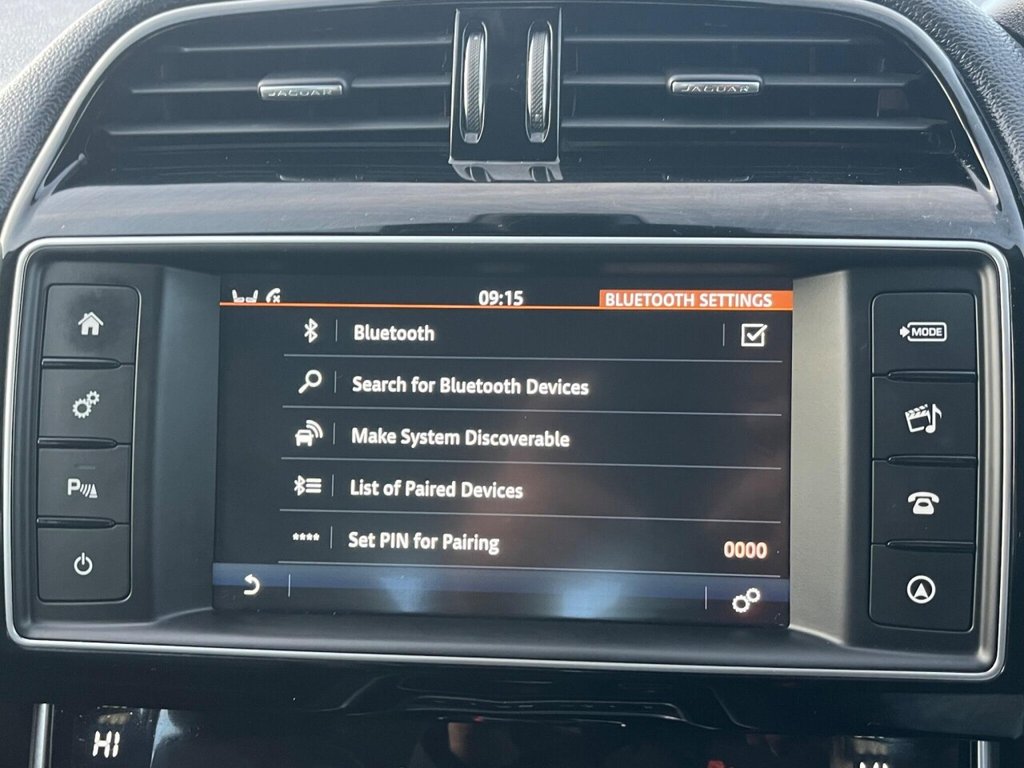 JAGUAR JAGUAR
09:15 BLUETOOTH SETTINGS
Bluetooth
MODE
Search for Bluetooth Devices
Make System Discoverable
P
List of Paired Devices
**** Set PIN for Pairing 0000
HI
HI